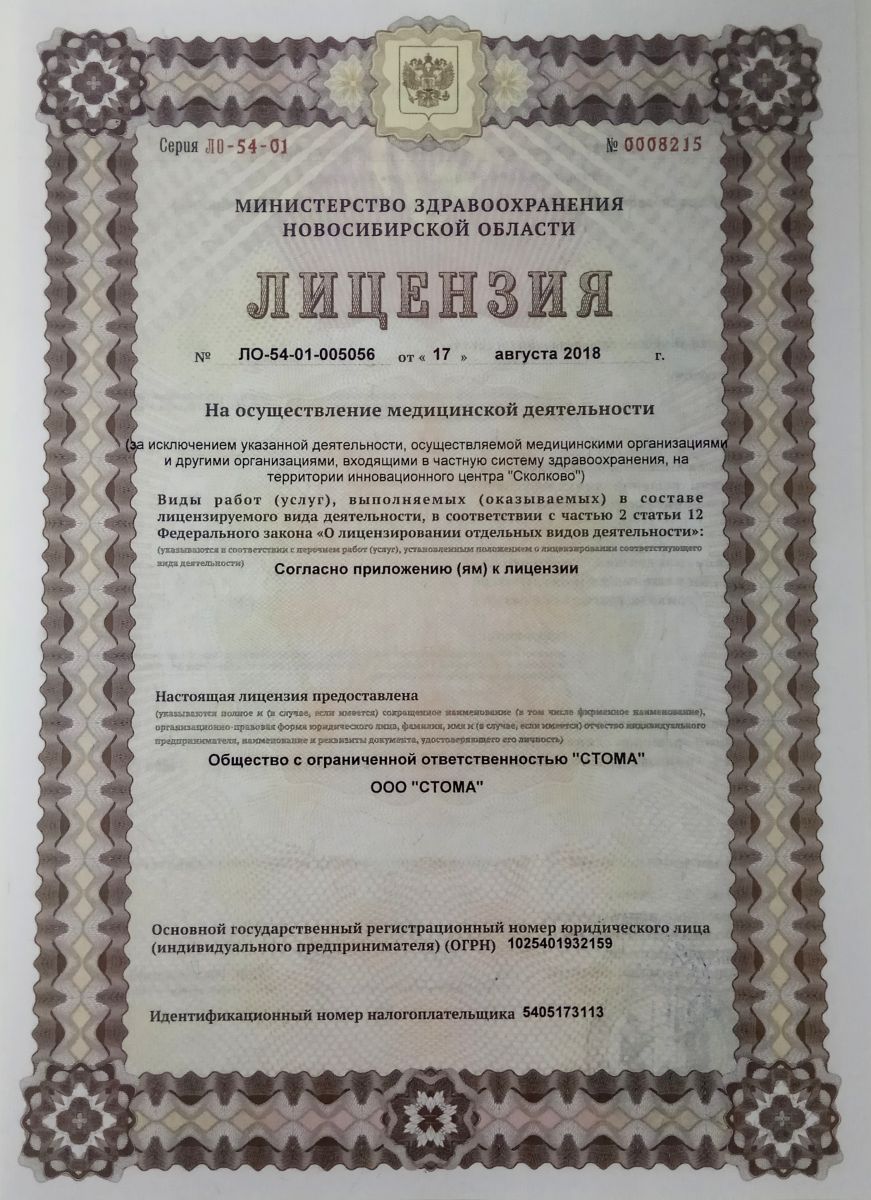 Серия ЛО-54-01 № 0008215
МИНИСТЕРСТВО ЗДРАВООХРАНЕНИЯ
НОВОСИБИРСКОЙ ОБЛАСТИ
ЛИЦЕНЗИЯ
№ ЛО-54-01-005056 от « 17 » августа 2018 г.
На осуществление медицинской деятельности
(за исключением указанной деятельности, осуществляемой медицинскими организациями
и другими организациями, входящими в частную систему здравоохранения, на
территории инновационного центра "Сколково")
Виды работ (услуг), выполняемых (оказываемых) в составе
лицензируемого вида деятельности, в соответствии с частью 2 статьи 12
Федерального закона «О лицензировании отдельных видов деятельности»:
(указываются в соответствии с перечнем работ (услуг), установленным положением о лицензировании соответствующего
вида деятельности)
Согласно приложению (ям) к лицензии
Настоящая лицензия предоставлена
(указываются полное и (в случае, если имеется) сокращенное наименование (в том числе фирменное наименование),
организационно-правовая форма юридического лица, фамилия, имя и (в случае, если имеется) отчество индивидуального
предпринимателя, наименование и реквизиты документа, удостоверяющего его личность)
Общество с ограниченной ответственностью "СТОМА"
ООО "СТОМА"
Основной государственный регистрационный номер юридического лица
(индивидуального предпринимателя) (ОГРН) 1025401932159
Идентификационный номер налогоплательщика 5405173113